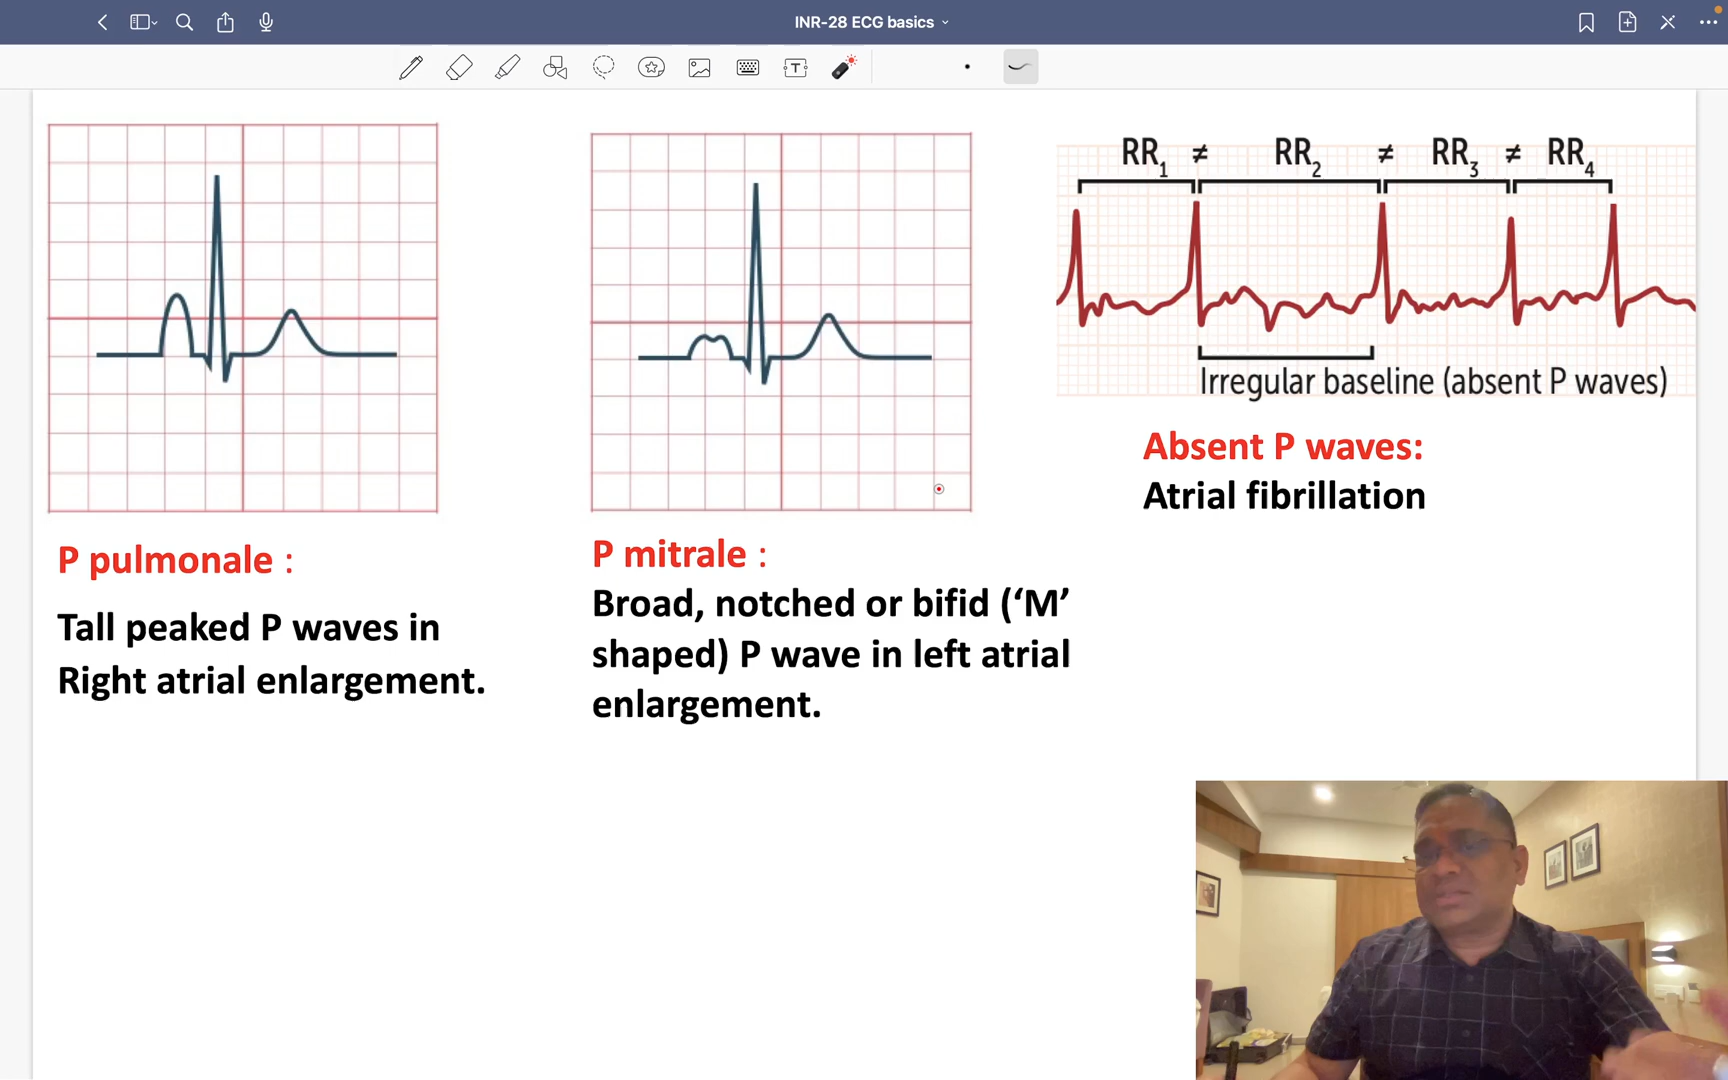 INR-28 ECG basics
RR1 ≠ RR2 ≠ RR3 ≠ RR4
Irregular baseline (absent P waves)
Absent P waves:
Atrial fibrillation
P pulmonale :
Tall peaked P waves in
Right atrial enlargement.
P mitrale :
Broad, notched or bifid (‘M’
shaped) P wave in left atrial
enlargement.